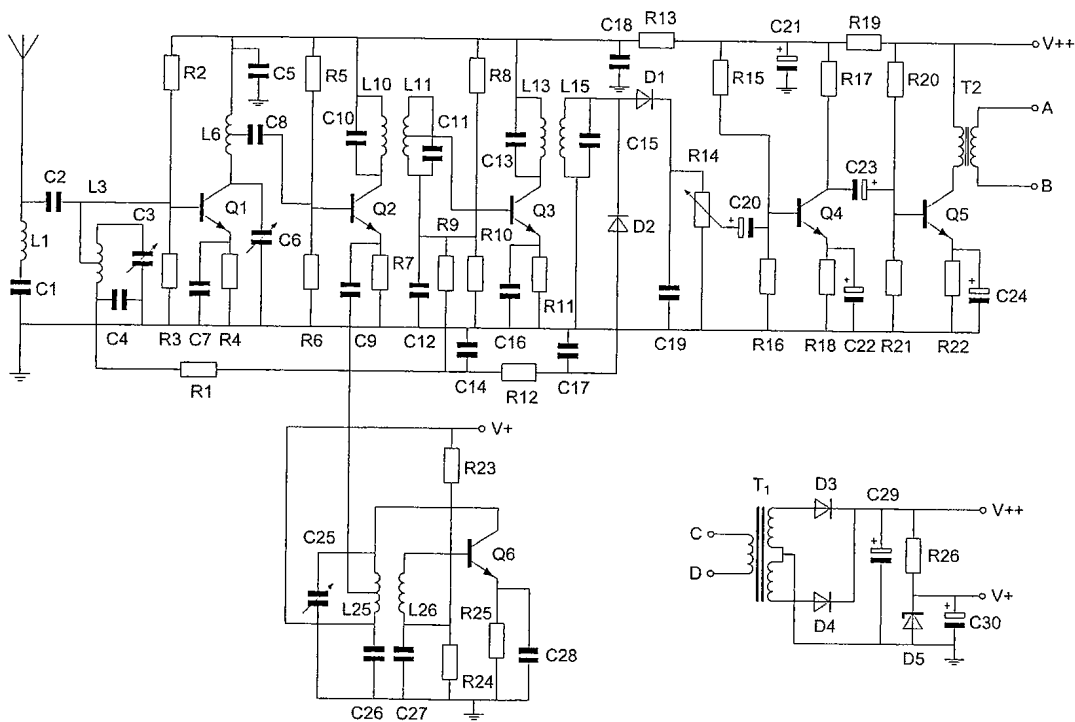 C18 R13 C21 R19
V++
R2 C5 R5 L10 L11 R8 L13 L15 D1 R15 R17 R20 T2
C8 C10 C11 A
L6 C13 C15
C2 L3 R14 C23
+
C3 Q1 Q2 R9 Q3 D2 C20 Q4 Q5 B
L1 C6 R7 R10
C1 R11 C24
C4 R3 C7 R4 R6 C9 C12 C16 C19 R16 R18 C22 R21 R22
R1 C14 R12 C17
V+
R23
T1 D3 C29
V++
C25 Q6 C
R26
D
V+
L25 L26 R25 D4 C30
C28 D5
R24
C26 C27